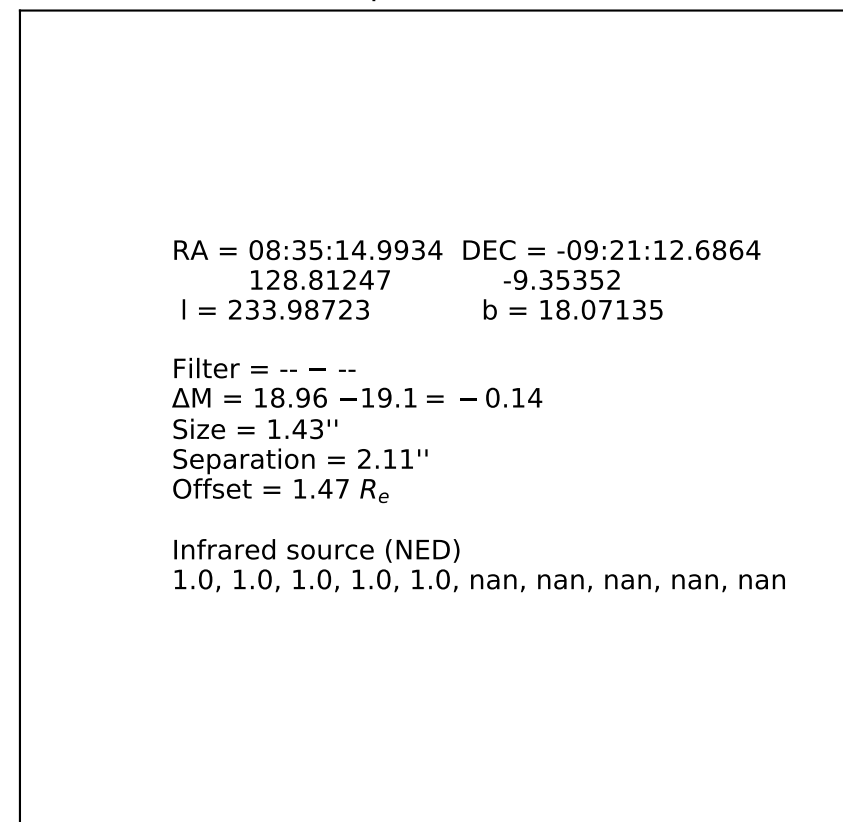 RA = 08:35:14.9934 DEC = -09:21:12.6864
128.81247 -9.35352
l = 233.98723 b = 18.07135
Filter = -- − --
ΔM = 18.96 −19.1 = − 0.14
Size = 1.43''
Separation = 2.11''
Offset = 1.47 Rₑ
Infrared source (NED)
1.0, 1.0, 1.0, 1.0, 1.0, nan, nan, nan, nan, nan